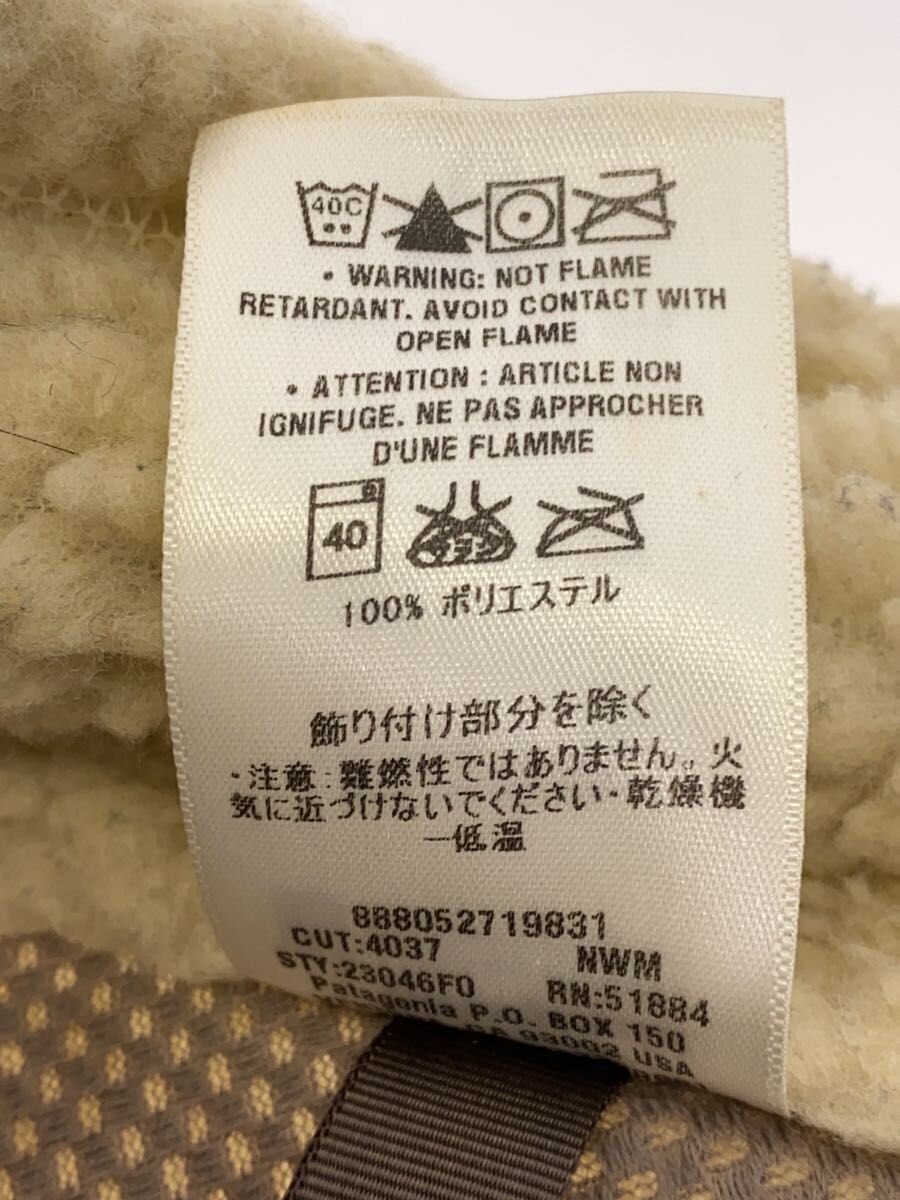 40C
• WARNING: NOT FLAME
RETARDANT. AVOID CONTACT WITH
OPEN FLAME
• ATTENTION : ARTICLE NON
IGNIFUGE. NE PAS APPROCHER
D'UNE FLAMME
40
100% ポリエステル
飾り付け部分を除く
・注意:難燃性ではありません。火
気に近づけないでください・乾燥機
—低温
888052719831
CUT:4037 NWM
STY:23046F0 RN:51884
Patagonia P.O. BOX 150
CA 93002 USA